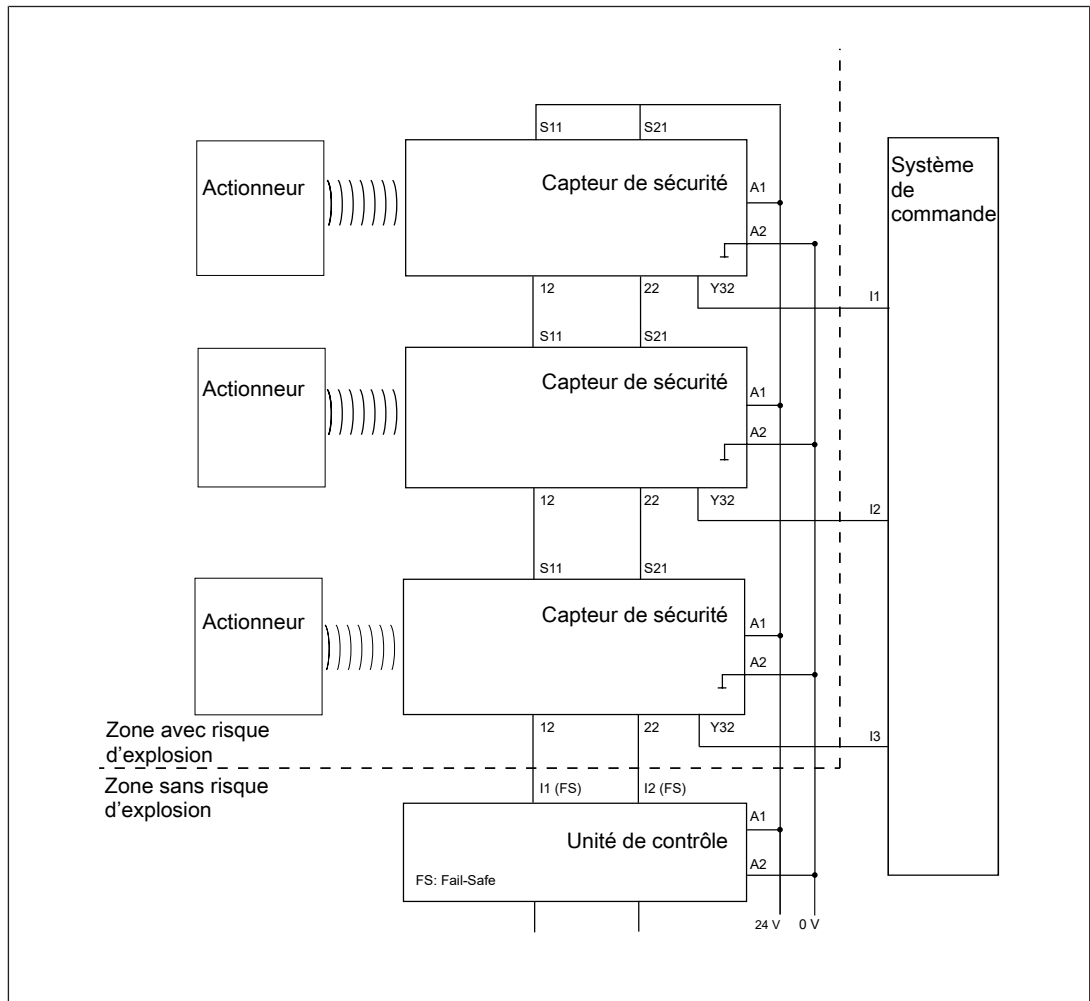 S11 S21
Actionneur
Capteur de sécurité
A1
A2
Système
de
commande
12 22 Y32
I1
S11 S21
Actionneur
Capteur de sécurité
A1
A2
12 22 Y32
I2
S11 S21
Actionneur
Capteur de sécurité
A1
A2
12 22 Y32
I3
Zone avec risque
d'explosion
Zone sans risque
d'explosion
I1 (FS) I2 (FS)
Unité de contrôle
A1
A2
FS: Fail-Safe
24 V 0 V